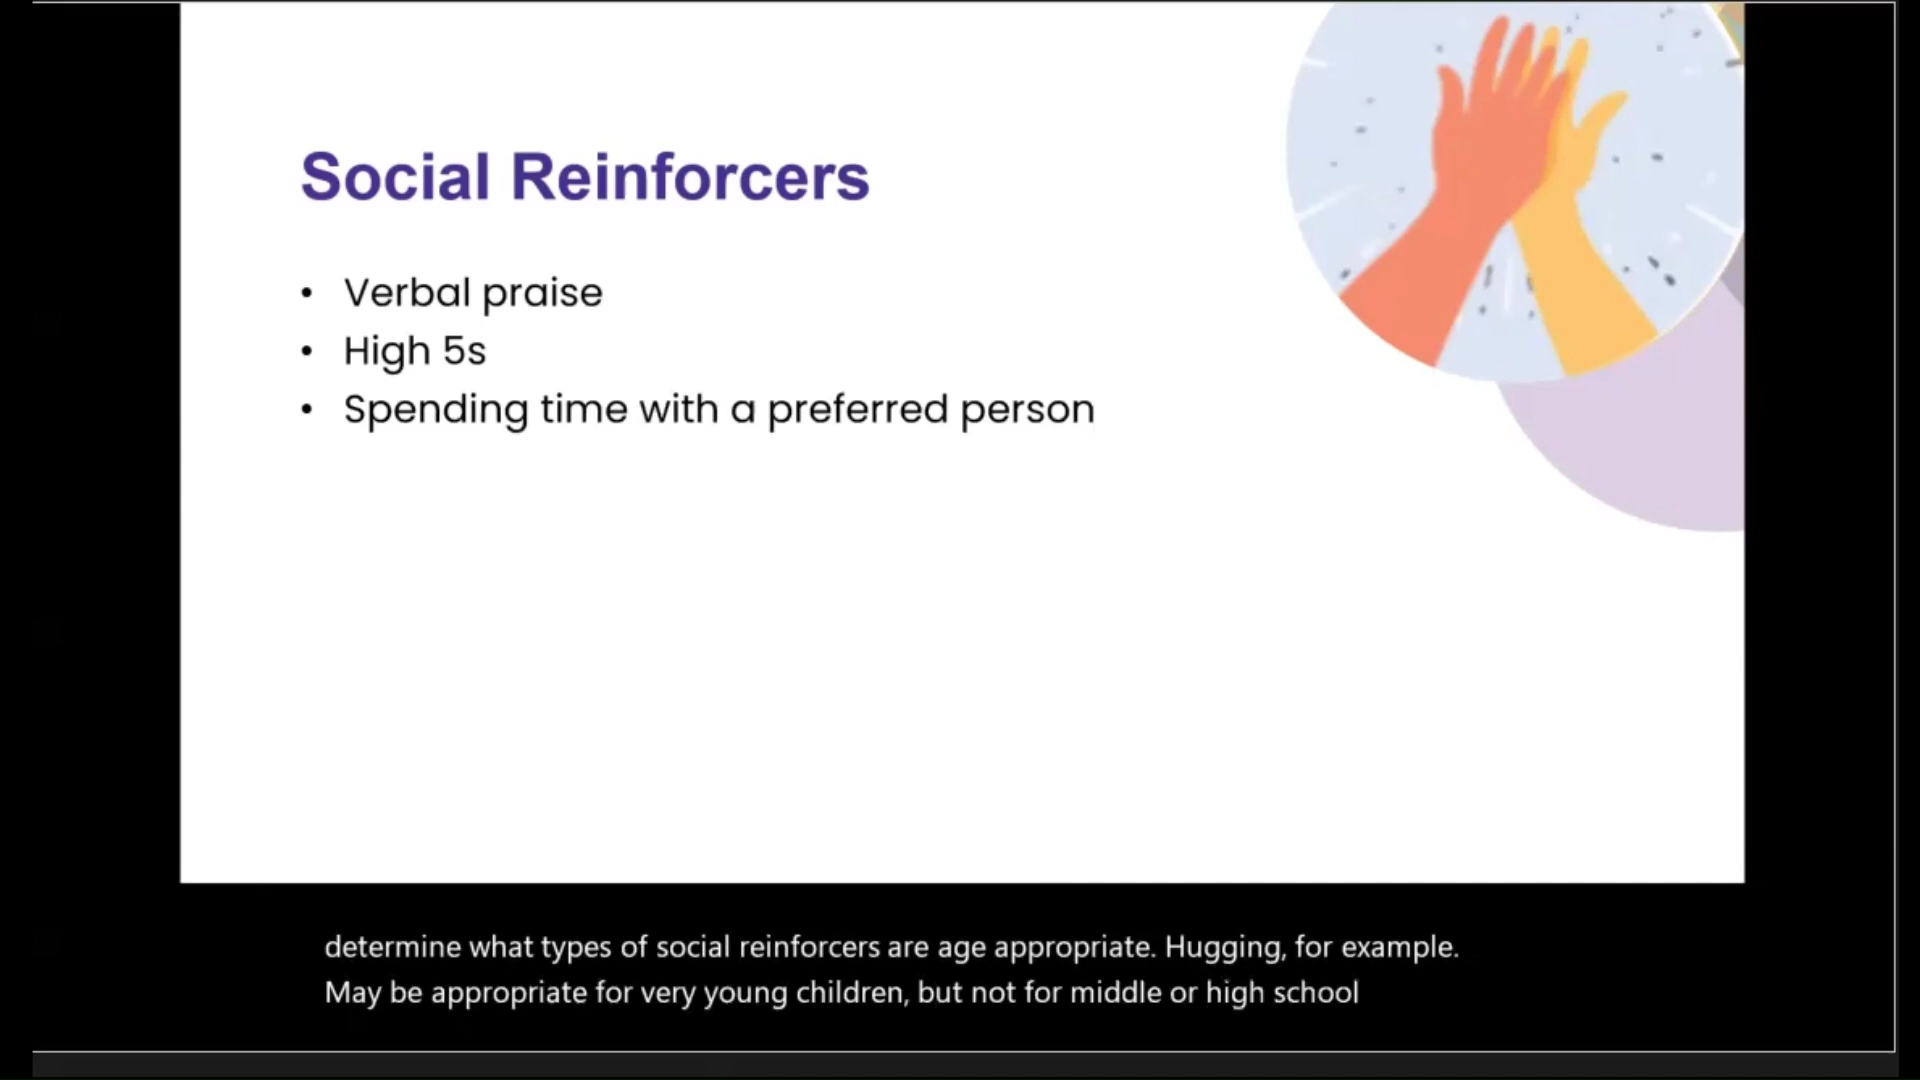 Social Reinforcers
• Verbal praise
• High 5s
• Spending time with a preferred person
determine what types of social reinforcers are age appropriate. Hugging, for example.
May be appropriate for very young children, but not for middle or high school